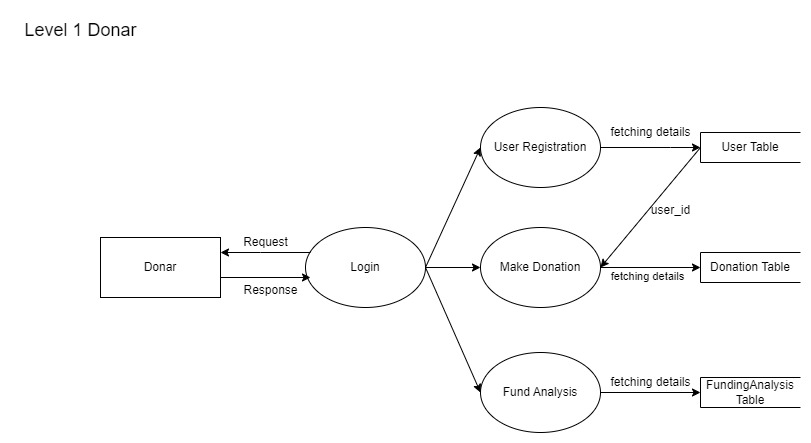 Level 1 Donar
User Registration
fetching details
User Table
user_id
Request
Donar
Response
Login
Make Donation
fetching details
Donation Table
Fund Analysis
fetching details
FundingAnalysis
Table